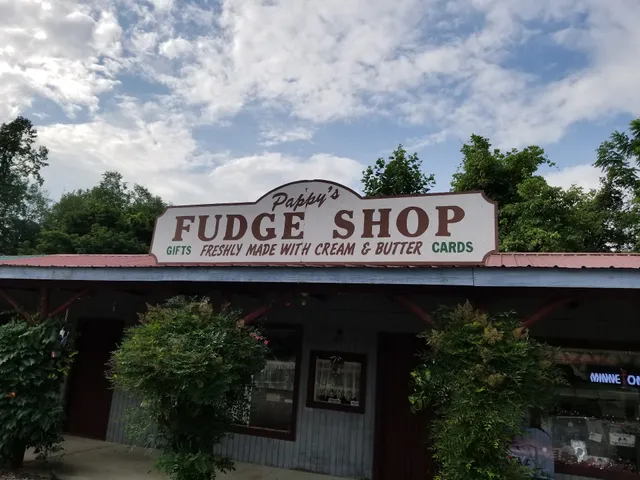 Pappy's
FUDGE SHOP
GIFTS FRESHLY MADE WITH CREAM & BUTTER CARDS